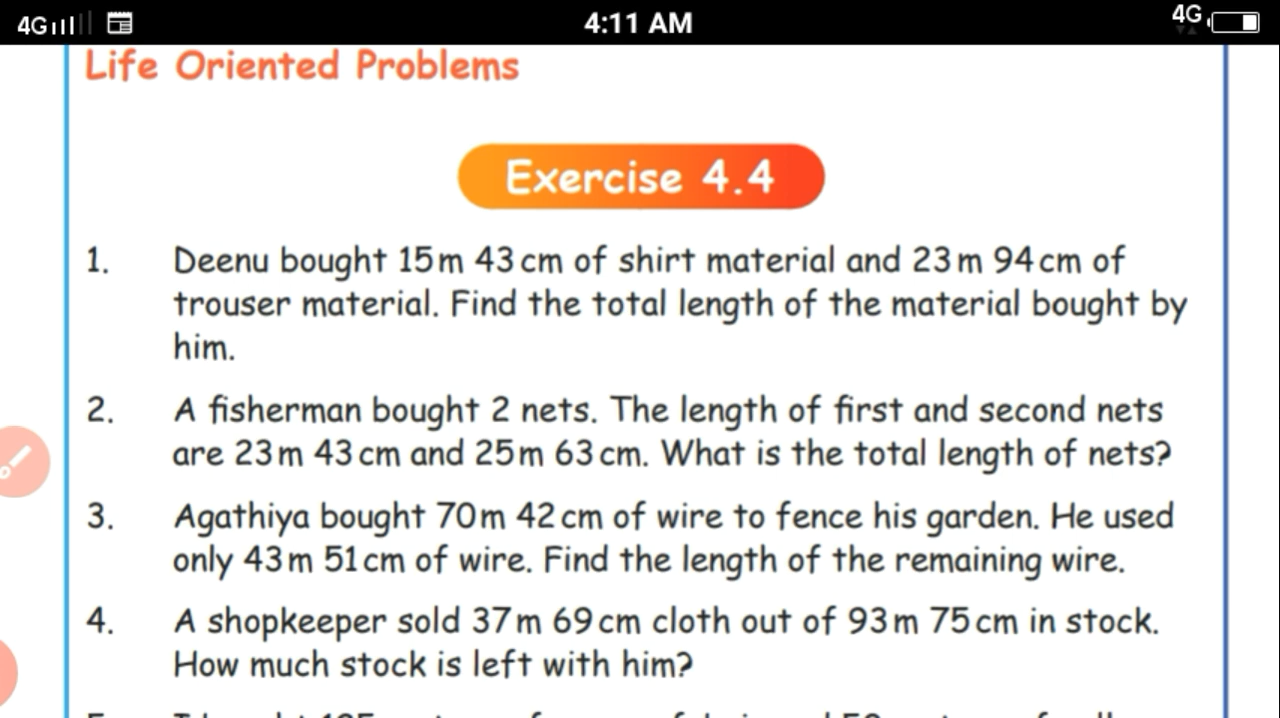 4G 4:11 AM 4G
Life Oriented Problems
Exercise 4.4
1. Deenu bought 15m 43cm of shirt material and 23m 94cm of
trouser material. Find the total length of the material bought by
him.
2. A fisherman bought 2 nets. The length of first and second nets
are 23m 43cm and 25m 63cm. What is the total length of nets?
3. Agathiya bought 70m 42cm of wire to fence his garden. He used
only 43m 51cm of wire. Find the length of the remaining wire.
4. A shopkeeper sold 37m 69cm cloth out of 93m 75cm in stock.
How much stock is left with him?